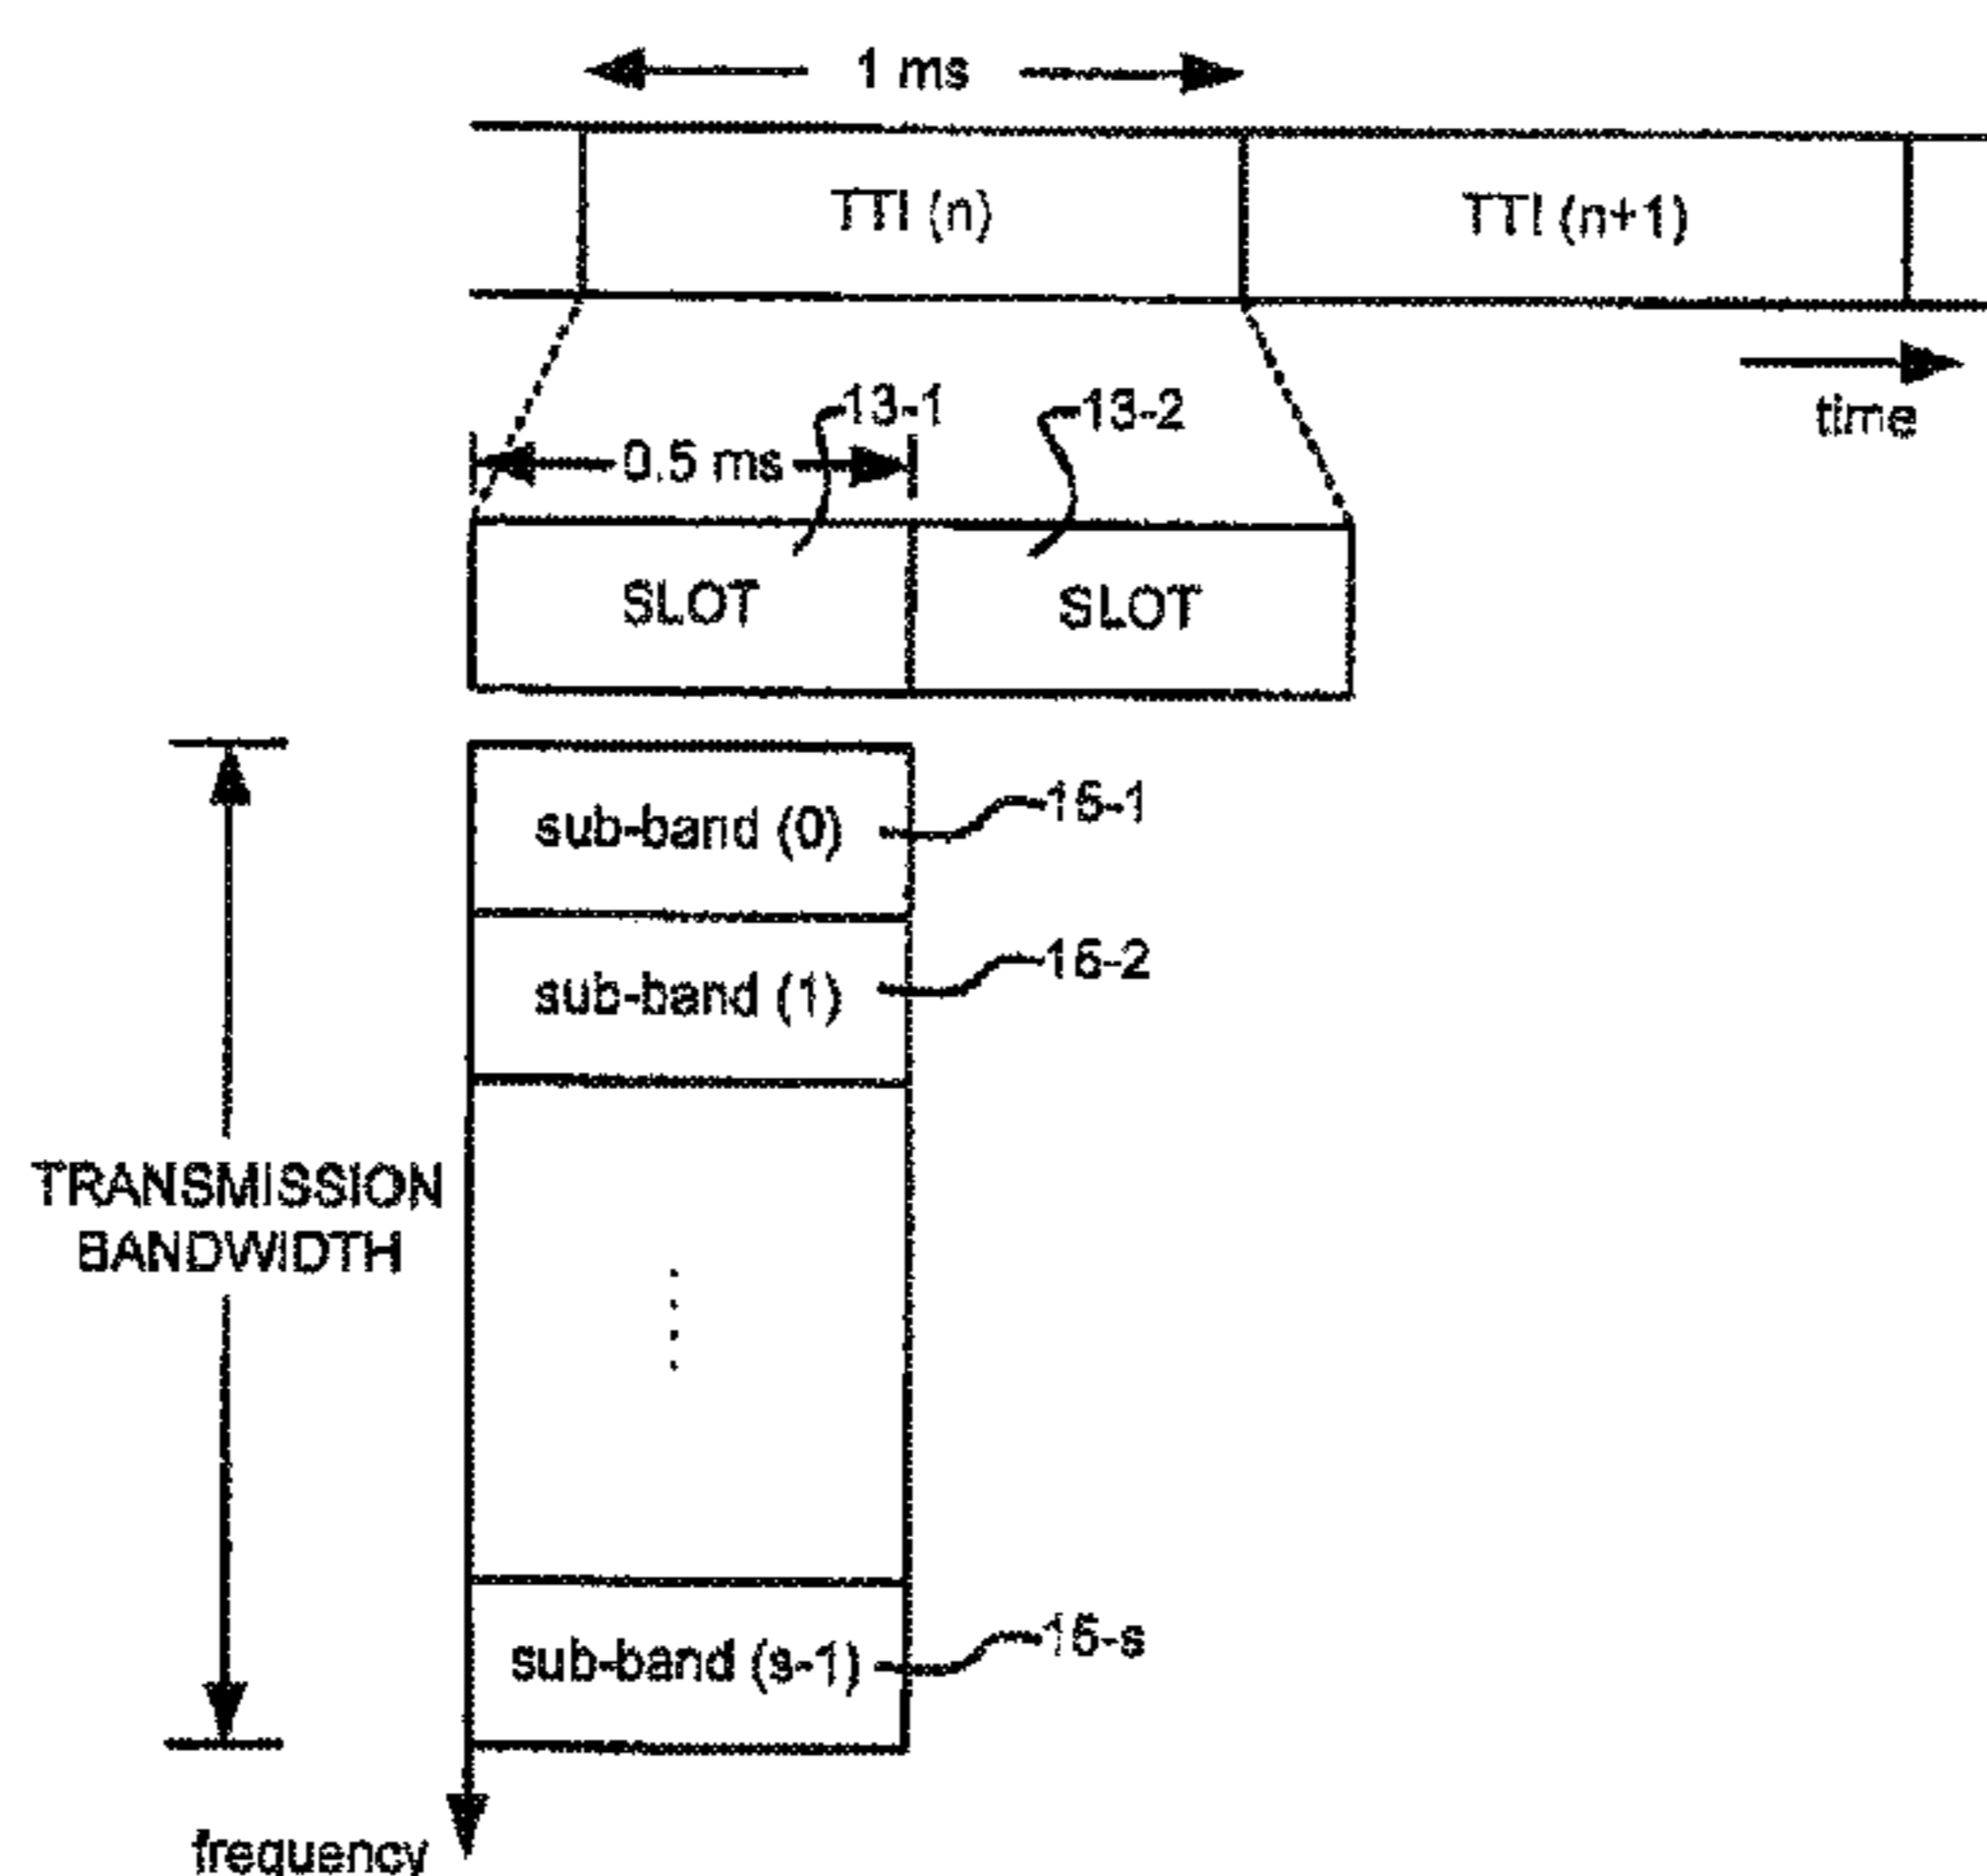 1 ms
TTI (n)
TTI (n+1)
time
13-1
13-2
0.5 ms
SLOT
SLOT
sub-band (0)
15-1
sub-band (1)
15-2
TRANSMISSION
BANDWIDTH
sub-band (s-1)
15-s
frequency